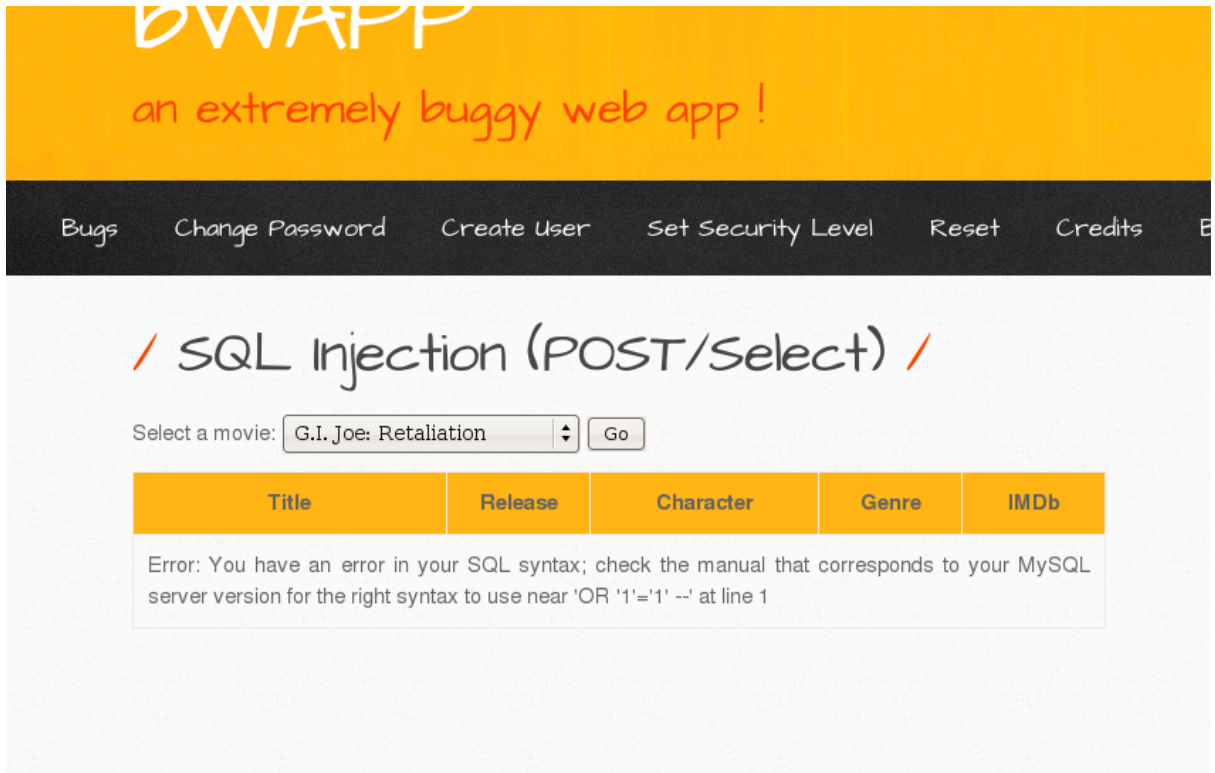 bWAPP
an extremely buggy web app !
Bugs Change Password Create User Set Security Level Reset Credits
/ SQL Injection (POST/Select) /
Select a movie: G.I. Joe: Retaliation Go
Title Release Character Genre IMDb
Error: You have an error in your SQL syntax; check the manual that corresponds to your MySQL
server version for the right syntax to use near 'OR '1'='1' --' at line 1